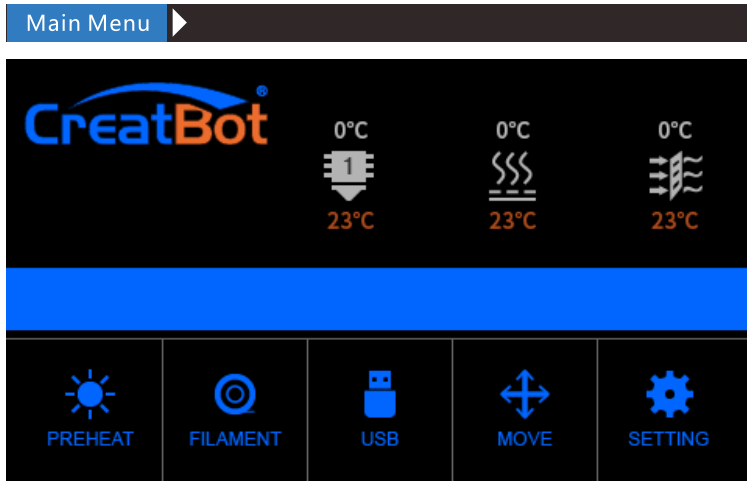 Main Menu
CreatBot®
0°C 0°C 0°C
1
23°C 23°C 23°C
PREHEAT FILAMENT USB MOVE SETTING